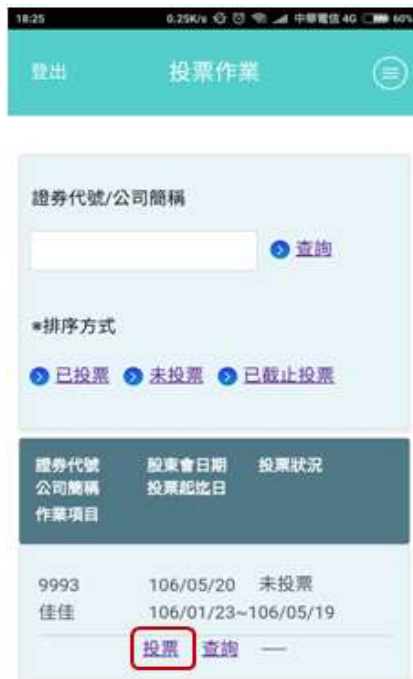 18:25 0.25K/s 中華電信 4G 60%
登出 投票作業
證券代號/公司簡稱
查詢
*排序方式
已投票 未投票 已截止投票
證券代號 股東會日期 投票狀況
公司簡稱 投票起迄日
作業項目
9993 106/05/20 未投票
佳佳 106/01/23~106/05/19
投票 查詢 —